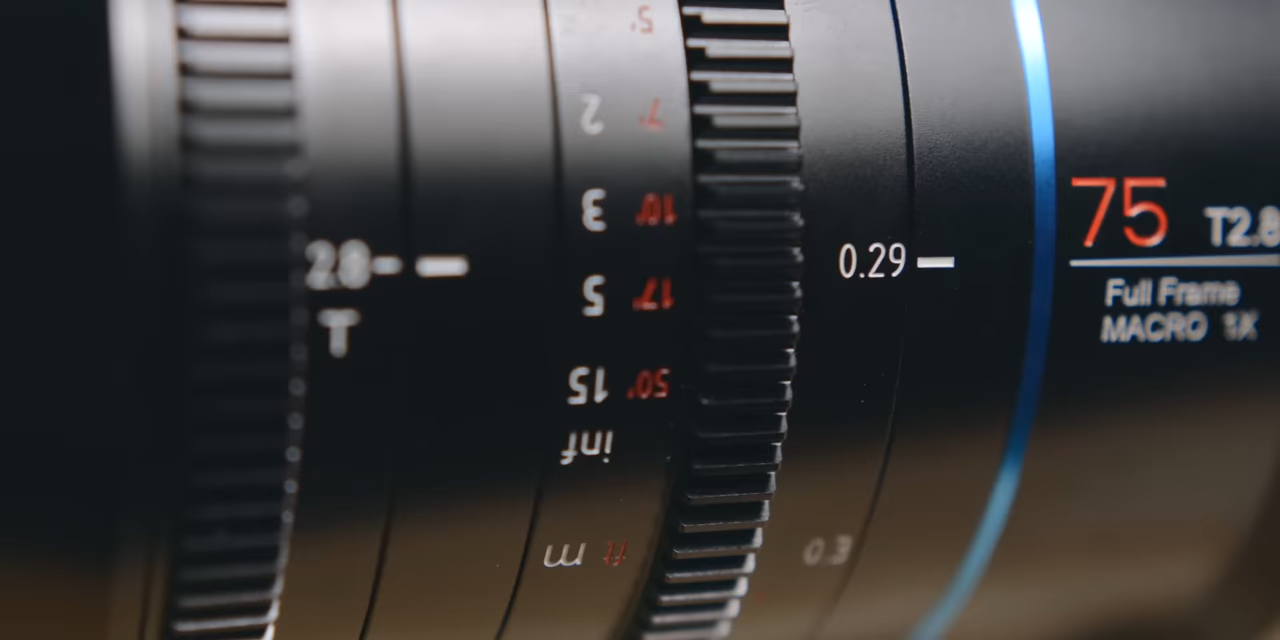 5'
2 7'
3 10'
5 17'
15 50'
inf
m ft
2.8
T
0.29
0.3
75 T2.8
Full Frame
MACRO 1X